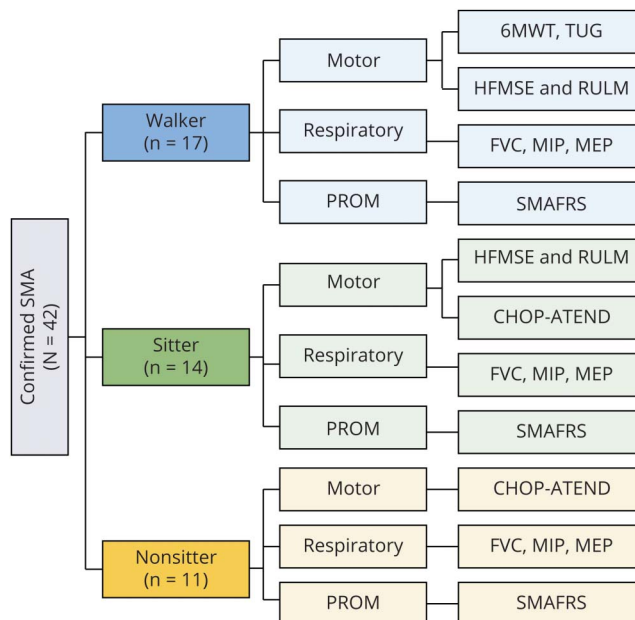 Confirmed SMA
(N = 42)
Walker
(n = 17)
Motor
6MWT, TUG
HFMSE and RULM
Respiratory
FVC, MIP, MEP
PROM
SMAFRS
Sitter
(n = 14)
Motor
HFMSE and RULM
CHOP-ATEND
Respiratory
FVC, MIP, MEP
PROM
SMAFRS
Nonsitter
(n = 11)
Motor
CHOP-ATEND
Respiratory
FVC, MIP, MEP
PROM
SMAFRS